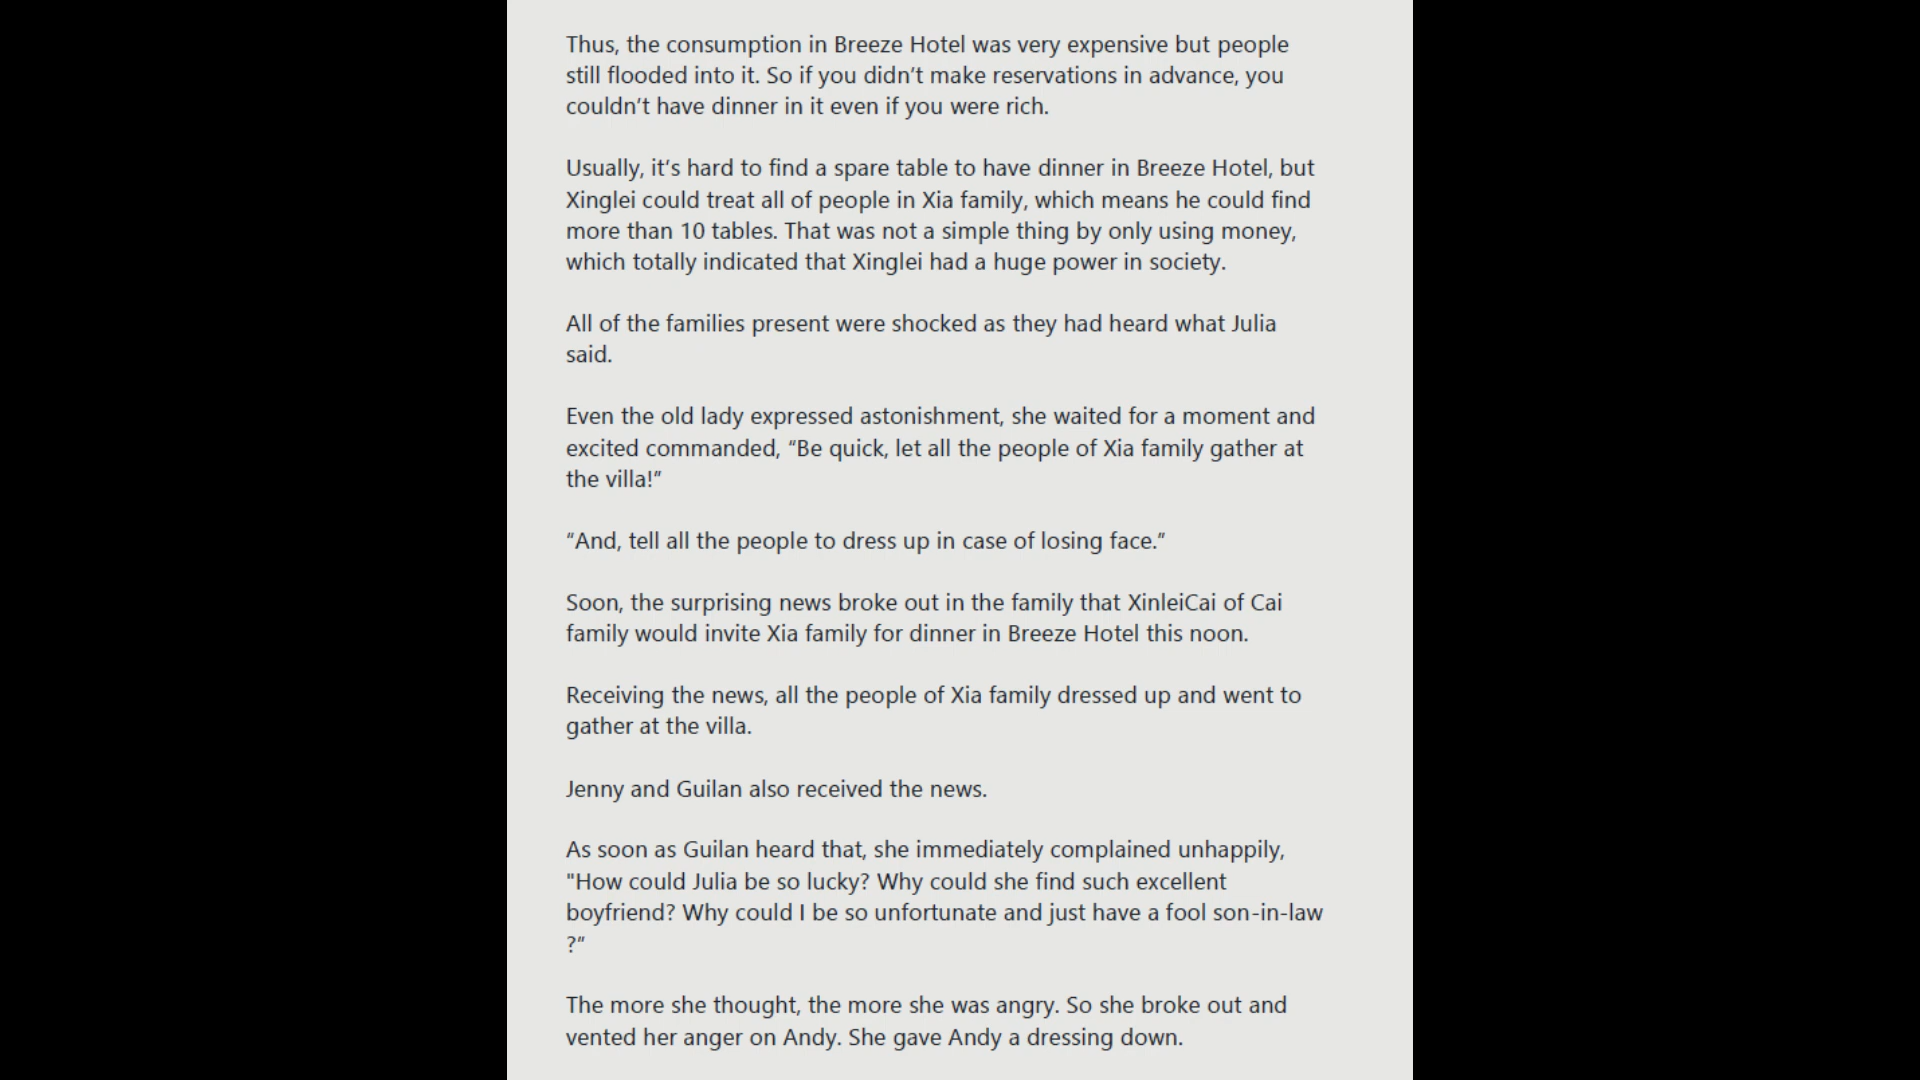 Thus, the consumption in Breeze Hotel was very expensive but people
still flooded into it. So if you didn’t make reservations in advance, you
couldn’t have dinner in it even if you were rich.
Usually, it’s hard to find a spare table to have dinner in Breeze Hotel, but
Xinglei could treat all of people in Xia family, which means he could find
more than 10 tables. That was not a simple thing by only using money,
which totally indicated that Xinglei had a huge power in society.
All of the families present were shocked as they had heard what Julia
said.
Even the old lady expressed astonishment, she waited for a moment and
excited commanded, “Be quick, let all the people of Xia family gather at
the villa!”
“And, tell all the people to dress up in case of losing face.”
Soon, the surprising news broke out in the family that XinleiCai of Cai
family would invite Xia family for dinner in Breeze Hotel this noon.
Receiving the news, all the people of Xia family dressed up and went to
gather at the villa.
Jenny and Guilan also received the news.
As soon as Guilan heard that, she immediately complained unhappily,
"How could Julia be so lucky? Why could she find such excellent
boyfriend? Why could I be so unfortunate and just have a fool son-in-law
?”
The more she thought, the more she was angry. So she broke out and
vented her anger on Andy. She gave Andy a dressing down.